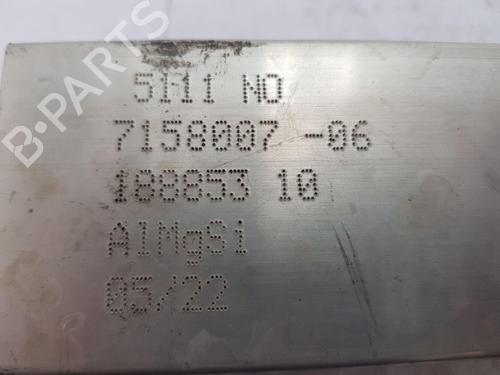 5111 NO
7158007 -06
188853 10
AlMgSi
05/22
B-PARTS